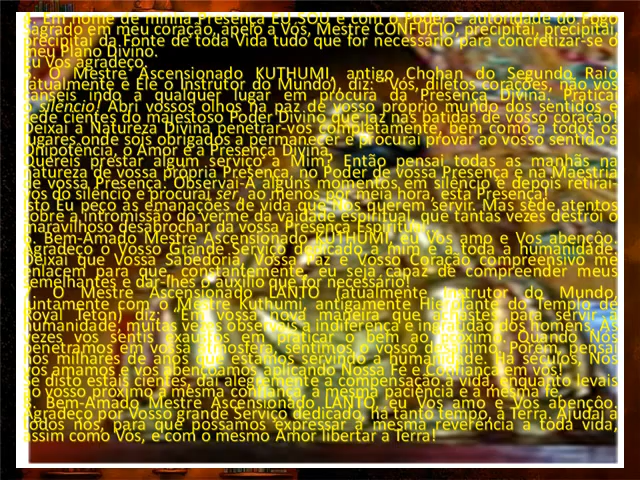 4. Em nome de minha Presença EU SOU e com o Poder e autoridade do Fogo
Sagrado em meu coração, apelo a Vós, Mestre CONFÚCIO, precipitai, precipitai,
precipitai da Fonte de toda Vida tudo que for necessário para concretizar-se o
meu Plano Divino.
Eu Vos agradeço.
O Mestre Ascensionado KUTHUMI, antigo Chohan do Segundo Raio
(atualmente é Ele o Instrutor do Mundo), diz: "Vós, diletos corações, não vos
canseis indo a qualquer lugar em procura da Presença Divina. Praticai
o silêncio! Abri vossos olhos na paz de vosso próprio mundo dos sentidos e
sede cientes do majestoso Poder Divino que jaz nas batidas de vosso coração!
Deixai a Natureza Divina penetrar-vos completamente, bem como a todos os
lugares onde sois obrigados a permanecer e procurai provar ao vosso sentido a
Onipotência, o Amor e a Presença Divina.
Quereis prestar algum serviço a Mim? Então pensai todas as manhãs na
natureza de vossa própria Presença, no Poder de vossa Presença e na Maestria
de vossa Presença. Observai-A alguns momentos em silêncio e depois retirai-
vos do silêncio e procurai ser, ao menos por meia hora, esta Presença!
Isto Eu peço às emanações de vida que Nos querem servir. Mas sede atentos
sobre a intromissão do verme da vaidade espiritual, que tantas vezes destrói o
maravilhoso desabrochar da vossa Presença Espiritual."
6. Bem-Amado Mestre Ascensionado KUTHUMI, eu Vos amo e Vos abençôo.
Agradeço o Vosso Grande Serviço dedicado a mim e a toda a humanidade.
Deixai que Vossa Sabedoria, Vossa Paz e Vosso Coração compreensivo me
enlacem para que, constantemente, eu seja capaz de compreender meus
semelhantes e dar-lhes o auxílio que for necessário!
7. O Mestre Ascensionado LANTO (atualmente Instrutor do Mundo
juntamente com o Mestre Kuthumi, antigamente Hierofante do Templo de
Royal Teton) diz: "Em vossa nova maneira que achastes para servir à
humanidade, muitas vezes observais a indiferença e ingratidão dos homens. Às
vezes vos sentis exaustos em praticar o bem ao próximo. Quando Nós
penetramos em vossa atmosfera, sentimos o vosso desânimo. Porém, pensai
nos milhares de anos que estamos servindo à humanidade! Há séculos Nós
vos amamos e vos abençoamos aplicando Nossa Fé e Confiança em vós!
Se disto estais cientes, dai alegremente a compensação à vida, enquanto levais
ao vosso próximo a mesma confiança, a mesma paciência e a mesma fé."
8. Bem-Amado Mestre Ascensionado LANTO, eu Vos amo e Vos abençôo.
Agradeço por Vosso grande Serviço dedicado, há tanto tempo, à Terra. Ajudai a
todos nós, para que possamos expressar a mesma reverência a toda vida,
assim como Vós, e com o mesmo Amor libertar a Terra!